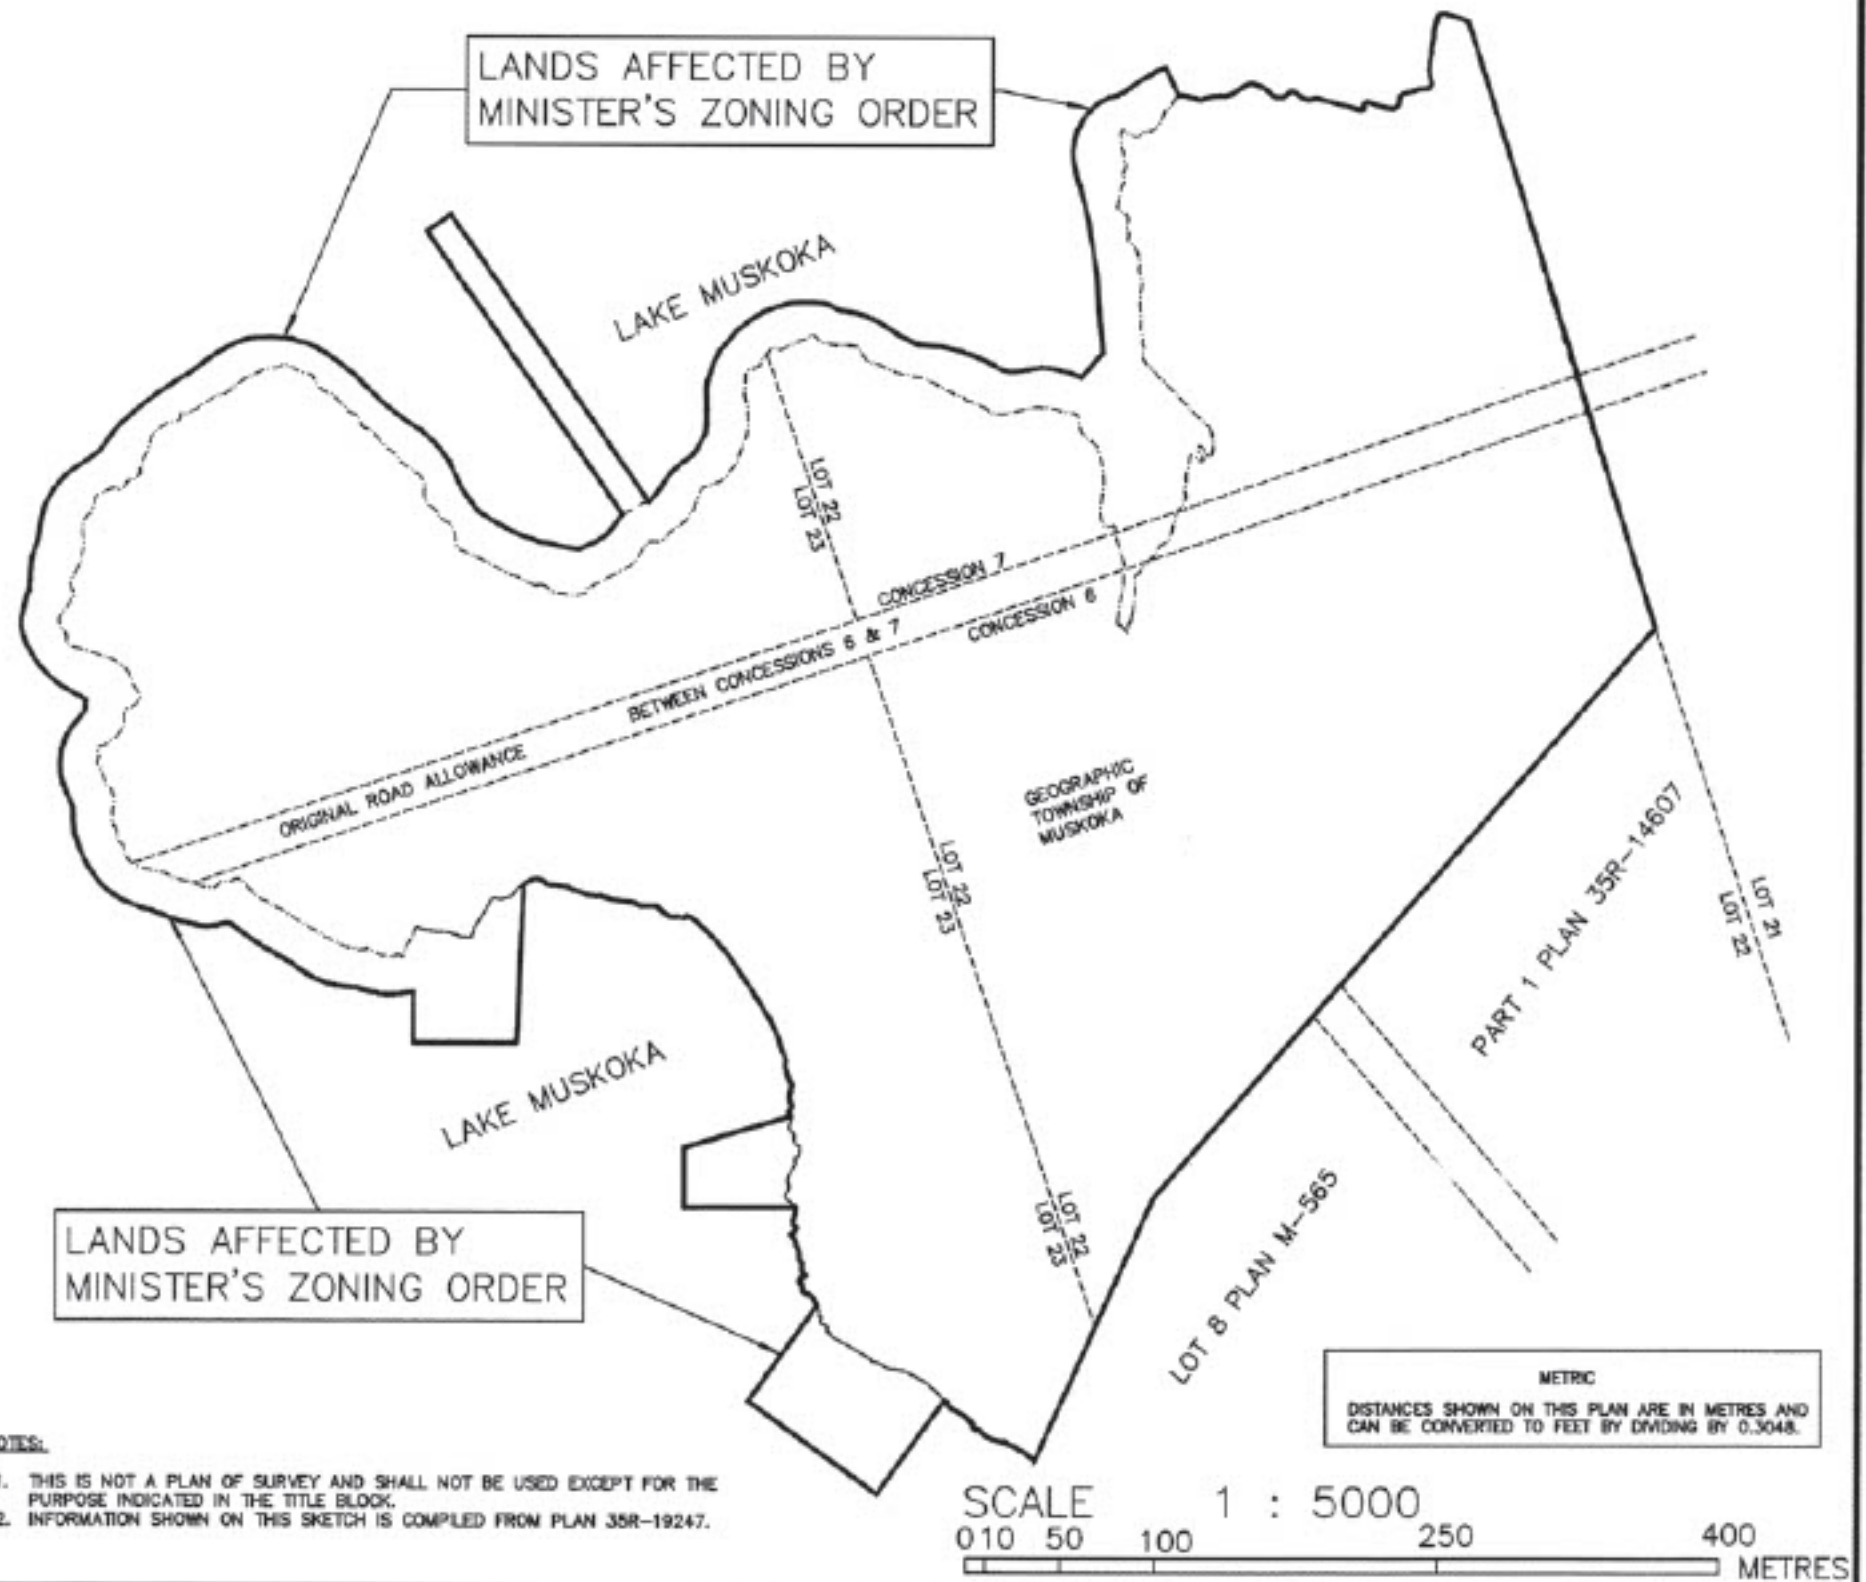 LANDS AFFECTED BY
MINISTER'S ZONING ORDER
LAKE MUSKOKA
LOT 22
LOT 23
CONCESSION 7
ORIGINAL ROAD ALLOWANCE BETWEEN CONCESSIONS 6 & 7
CONCESSION 6
GEOGRAPHIC
TOWNSHIP OF
MUSKOKA
LOT 22
LOT 23
PART 1 PLAN 35R-14607
LOT 21
LOT 22
LAKE MUSKOKA
LOT 22
LOT 23
LOT 8 PLAN M-565
LANDS AFFECTED BY
MINISTER'S ZONING ORDER
METRIC
DISTANCES SHOWN ON THIS PLAN ARE IN METRES AND
CAN BE CONVERTED TO FEET BY DIVIDING BY 0.3048.
OTES:
1. THIS IS NOT A PLAN OF SURVEY AND SHALL NOT BE USED EXCEPT FOR THE
PURPOSE INDICATED IN THE TITLE BLOCK.
2. INFORMATION SHOWN ON THIS SKETCH IS COMPILED FROM PLAN 35R-19247.
SCALE 1 : 5000
0 10 50 100 250 400
METRES